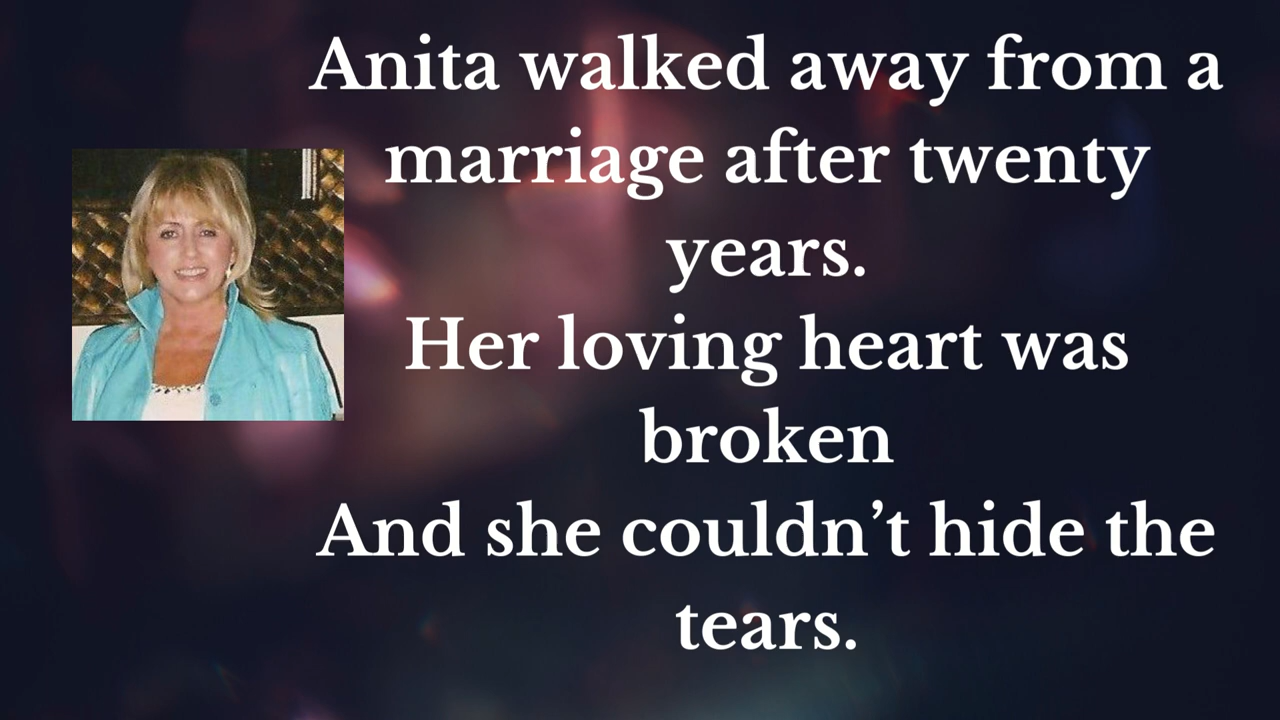 Anita walked away from a
marriage after twenty
years.
Her loving heart was
broken
And she couldn’t hide the
tears.